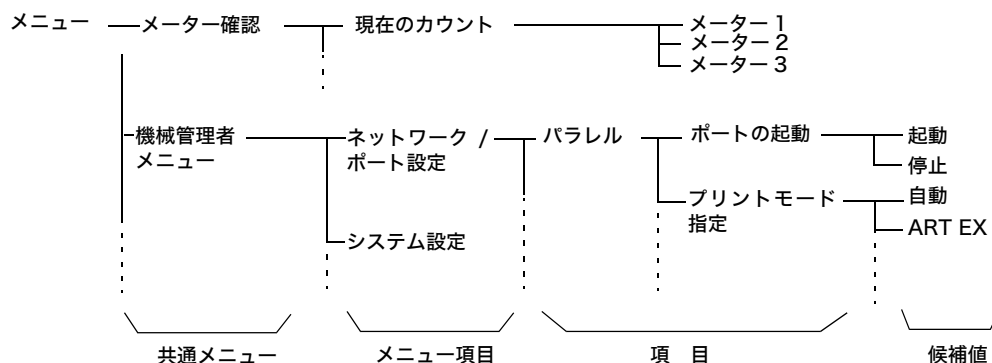 メニュー メーター確認 現在のカウント メーター 1
メーター 2
メーター 3
機械管理者 ネットワーク / パラレル ポートの起動 起動
メニュー ポート設定 停止
プリントモード 自動
指定 ART EX
システム設定
共通メニュー メニュー項目 項 目 候補値